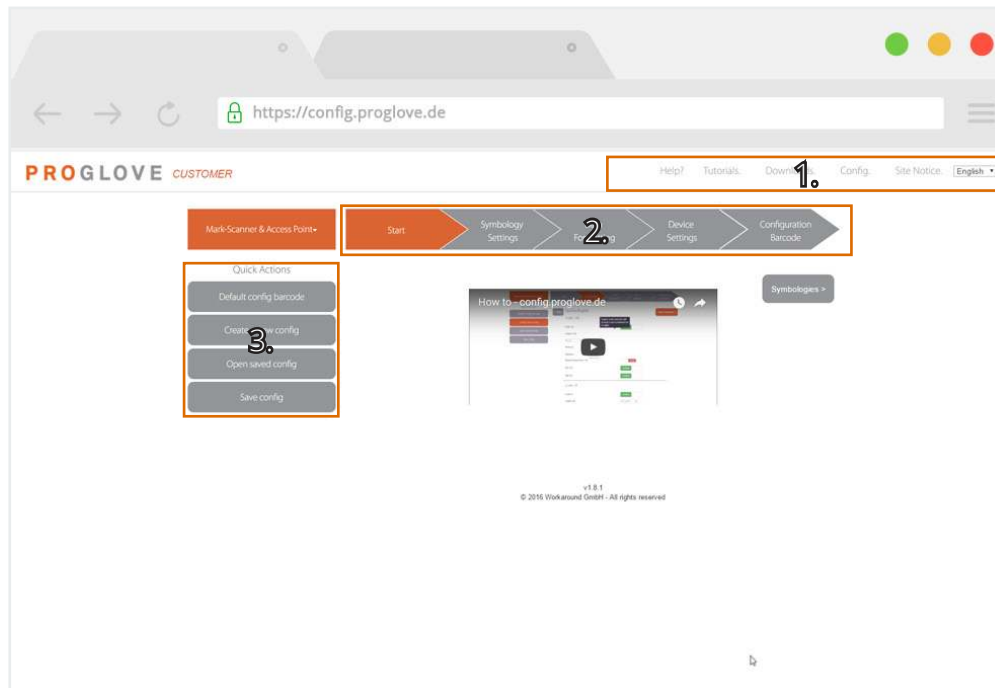 https://config.proglove.de
PROGLOVE CUSTOMER
Help? Tutorials. Config. Site Notice. English
1.
Mark-Scanner & Access Point
Start
Symbology
Settings
2.
Device
Settings
Configuration
Barcode
Quick Actions
Default config barcode
config
3.
Open saved config
Save config
Symbologies >
How to - config.proglove.de
v1.8.1
© 2016 Workaround GmbH - All rights reserved